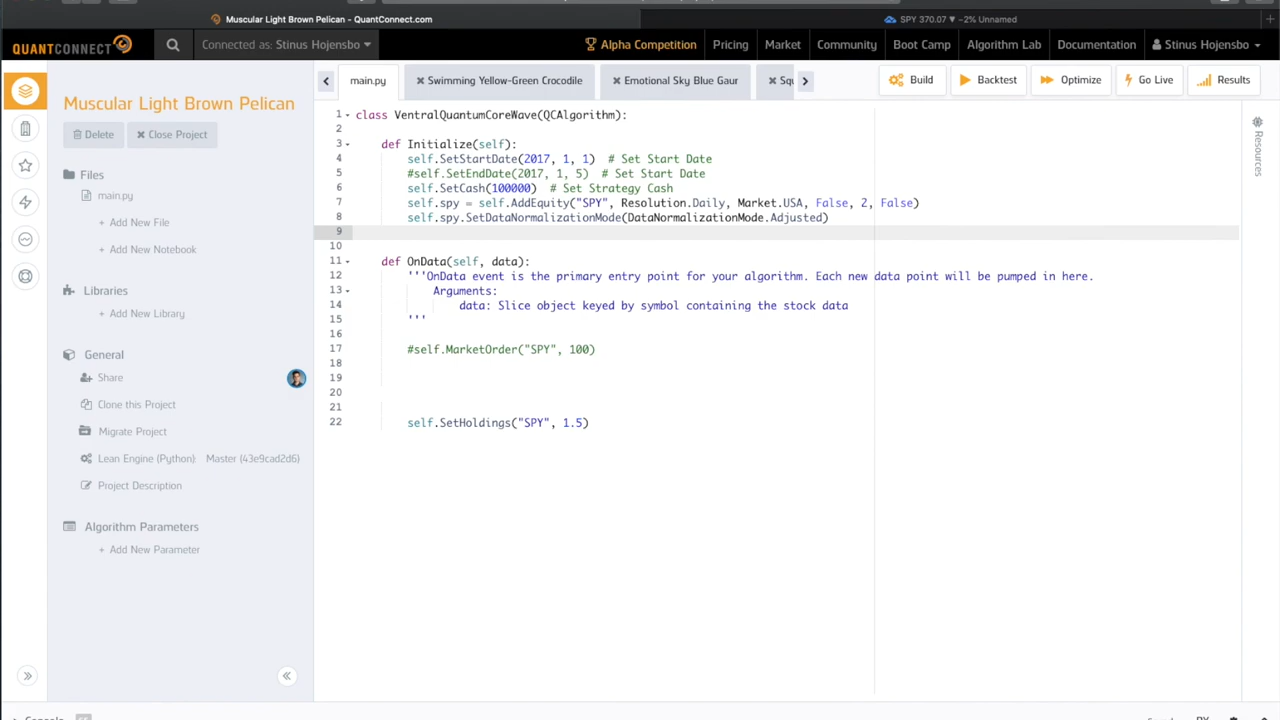 Muscular Light Brown Pelican - QuantConnect.com
SPY 370.07 ▼ −2% Unnamed
QUANTCONNECT
Connected as: Stinus Hojensbo
Alpha Competition
Pricing
Market
Community
Boot Camp
Algorithm Lab
Documentation
Stinus Hojensbo
main.py
Swimming Yellow-Green Crocodile
Emotional Sky Blue Gaur
Build
Backtest
Optimize
Go Live
Results
Muscular Light Brown Pelican
Delete
Close Project
Files
main.py
+ Add New File
+ Add New Notebook
Libraries
+ Add New Library
General
Share
Clone this Project
Migrate Project
Lean Engine (Python): Master (43e9cad2d6)
Project Description
Algorithm Parameters
+ Add New Parameter
1 class VentralQuantumCoreWave(QCAlgorithm):
2
3 def Initialize(self):
4 self.SetStartDate(2017, 1, 1) # Set Start Date
5 #self.SetEndDate(2017, 1, 5) # Set Start Date
6 self.SetCash(100000) # Set Strategy Cash
7 self.spy = self.AddEquity("SPY", Resolution.Daily, Market.USA, False, 2, False)
8 self.spy.SetDataNormalizationMode(DataNormalizationMode.Adjusted)
9
10
11 def OnData(self, data):
12 '''OnData event is the primary entry point for your algorithm. Each new data point will be pumped in here.
13 Arguments:
14 data: Slice object keyed by symbol containing the stock data
15 '''
16
17 #self.MarketOrder("SPY", 100)
18
19
20
21
22 self.SetHoldings("SPY", 1.5)
Resources